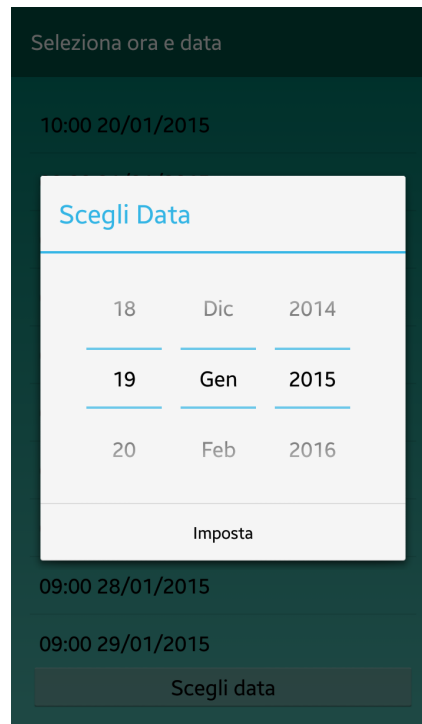 Seleziona ora e data
10:00 20/01/2015
Scegli Data
18 Dic 2014
19 Gen 2015
20 Feb 2016
Imposta
09:00 28/01/2015
09:00 29/01/2015
Scegli data